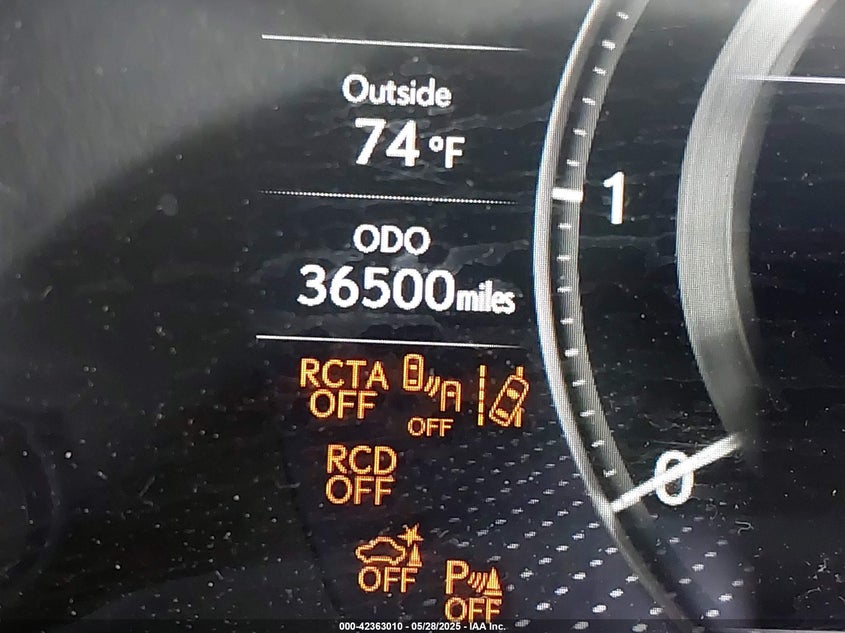 1
Outside
74 °F
1
ODO
36500 miles
RCTA
OFF
OFF
RCD
OFF
0
OFF
P
OFF
000-42363010 - 05/28/2025 - IAA Inc.